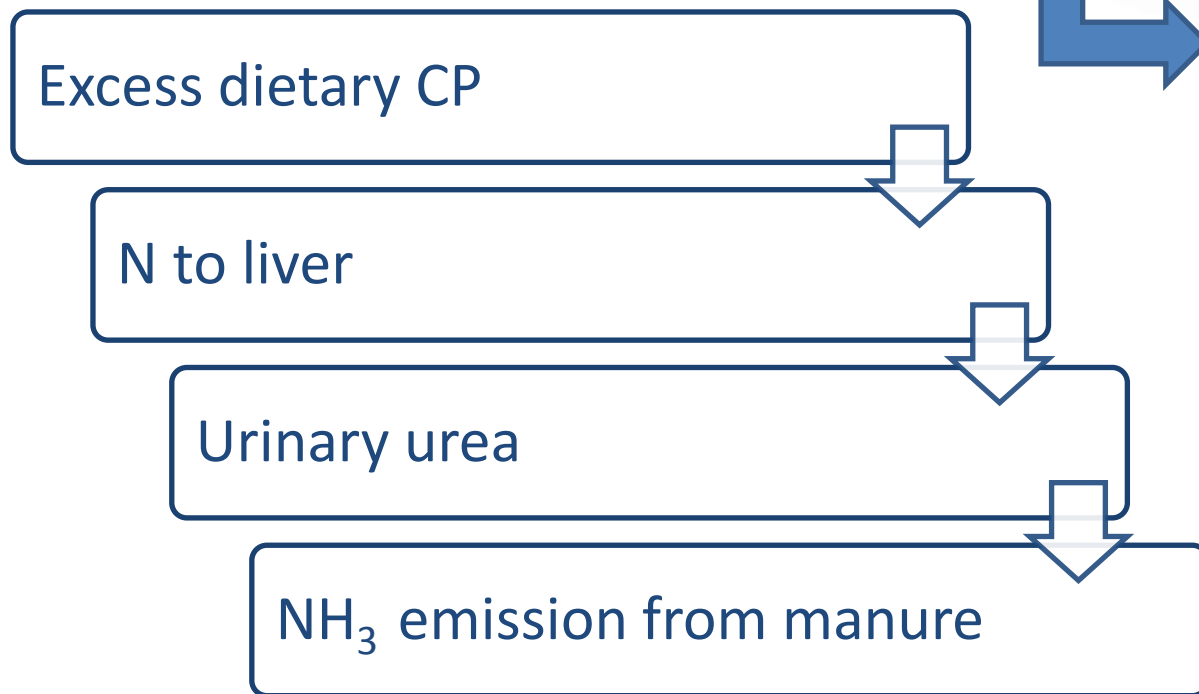 Excess dietary CP
N to liver
Urinary urea
NH₃ emission from manure